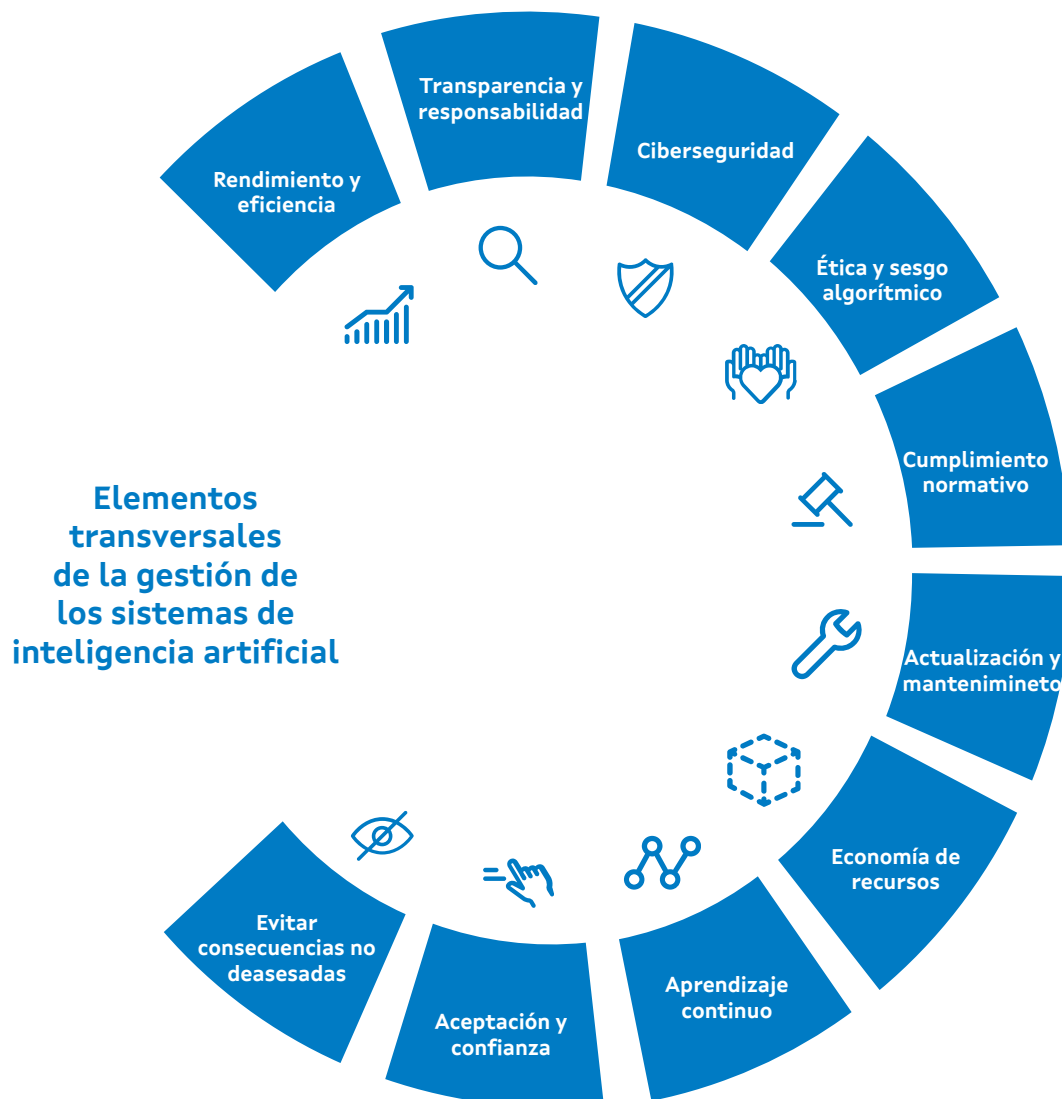 Transparencia y
responsabilidad
Ciberseguridad
Rendimiento y
eficiencia
Ética y sesgo
algorítmico
Cumplimiento
normativo
Elementos
transversales
de la gestión de
los sistemas de
inteligencia artificial
Actualización y
mantenimineto
Economía de
recursos
Evitar
consecuencias no
deasesadas
Aprendizaje
continuo
Aceptación y
confianza